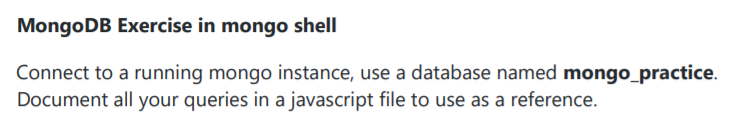 MongoDB Exercise in mongo shell
Connect to a running mongo instance, use a database named mongo_practice.
Document all your queries in a javascript file to use as a reference.